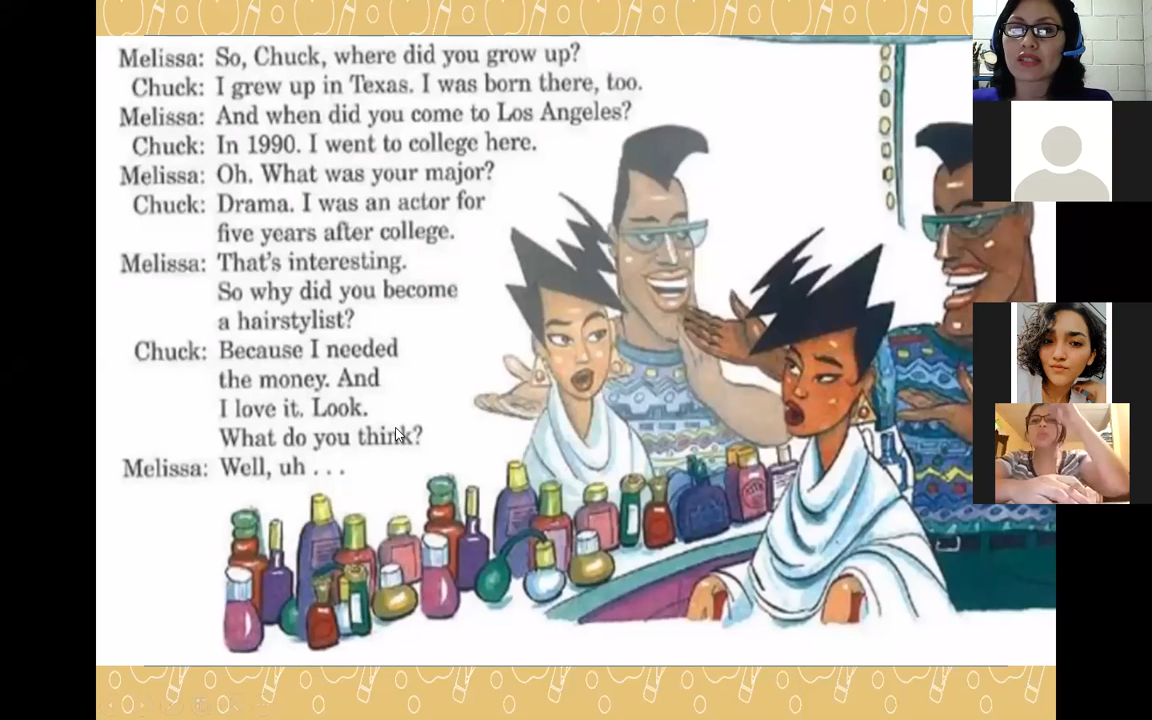 Melissa: So, Chuck, where did you grow up?
Chuck: I grew up in Texas. I was born there, too.
Melissa: And when did you come to Los Angeles?
Chuck: In 1990. I went to college here.
Melissa: Oh. What was your major?
Chuck: Drama. I was an actor for
five years after college.
Melissa: That's interesting.
So why did you become
a hairstylist?
Chuck: Because I needed
the money. And
I love it. Look.
What do you think?
Melissa: Well, uh . . .